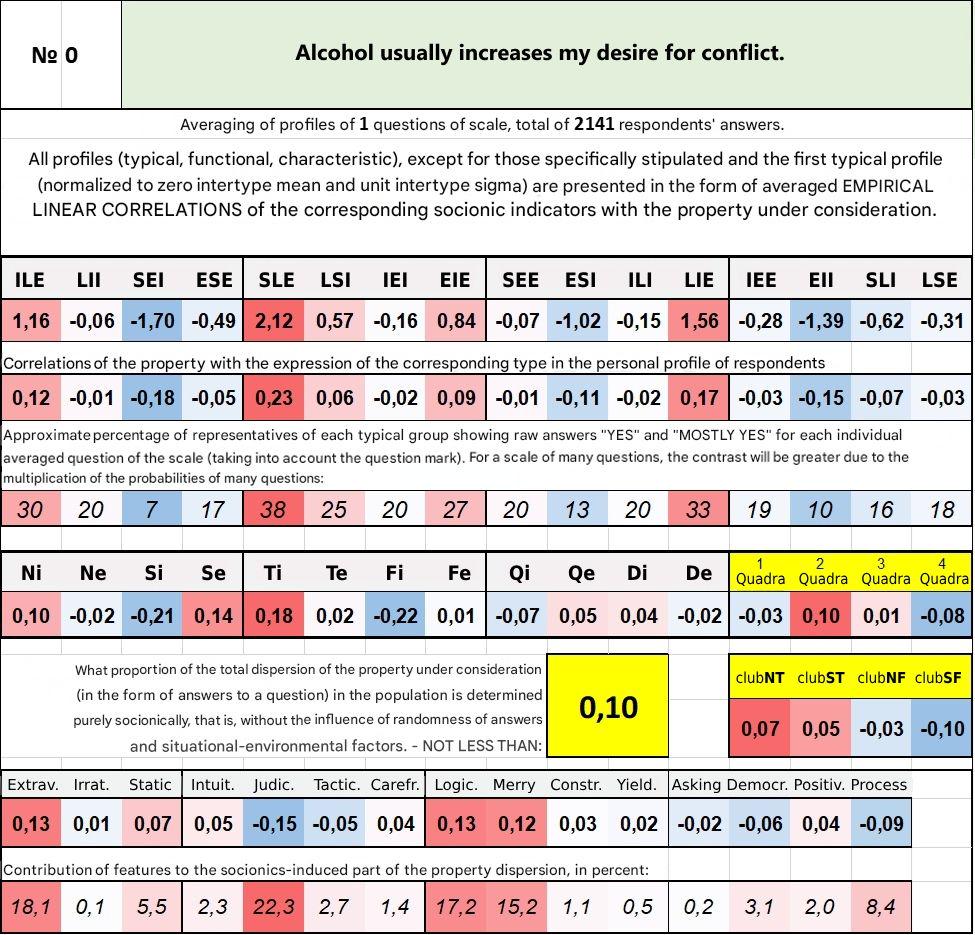 № 0
Alcohol usually increases my desire for conflict.
Averaging of profiles of 1 questions of scale, total of 2141 respondents' answers.
All profiles (typical, functional, characteristic), except for those specifically stipulated and the first typical profile
(normalized to zero intertype mean and unit intertype sigma) are presented in the form of averaged EMPIRICAL
LINEAR CORRELATIONS of the corresponding socionic indicators with the property under consideration.
ILE LII SEI ESE SLE LSI IEI EIE SEE ESI ILI LIE IEE EII SLI LSE
1,16 -0,06 -1,70 -0,49 2,12 0,57 -0,16 0,84 -0,07 -1,02 -0,15 1,56 -0,28 -1,39 -0,62 -0,31
Correlations of the property with the expression of the corresponding type in the personal profile of respondents
0,12 -0,01 -0,18 -0,05 0,23 0,06 -0,02 0,09 -0,01 -0,11 -0,02 0,17 -0,03 -0,15 -0,07 -0,03
Approximate percentage of representatives of each typical group showing raw answers "YES" and "MOSTLY YES" for each individual
averaged question of the scale (taking into account the question mark). For a scale of many questions, the contrast will be greater due to the
multiplication of the probabilities of many questions:
30 20 7 17 38 25 20 27 20 13 20 33 19 10 16 18
Ni Ne Si Se Ti Te Fi Fe Qi Qe Di De 1 Quadra 2 Quadra 3 Quadra 4 Quadra
0,10 -0,02 -0,21 0,14 0,18 0,02 -0,22 0,01 -0,07 0,05 0,04 -0,02 -0,03 0,10 0,01 -0,08
What proportion of the total dispersion of the property under consideration
(in the form of answers to a question) in the population is determined
purely socionically, that is, without the influence of randomness of answers
and situational-environmental factors. - NOT LESS THAN:
0,10
clubNT clubST clubNF clubSF
0,07 0,05 -0,03 -0,10
Extrav. Irrat. Static Intuit. Judic. Tactic. Carefr. Logic. Merry Constr. Yield. Asking Democr. Positiv. Process
0,13 0,01 0,07 0,05 -0,15 -0,05 0,04 0,13 0,12 0,03 0,02 -0,02 -0,06 0,04 -0,09
Contribution of features to the socionics-induced part of the property dispersion, in percent:
18,1 0,1 5,5 2,3 22,3 2,7 1,4 17,2 15,2 1,1 0,5 0,2 3,1 2,0 8,4